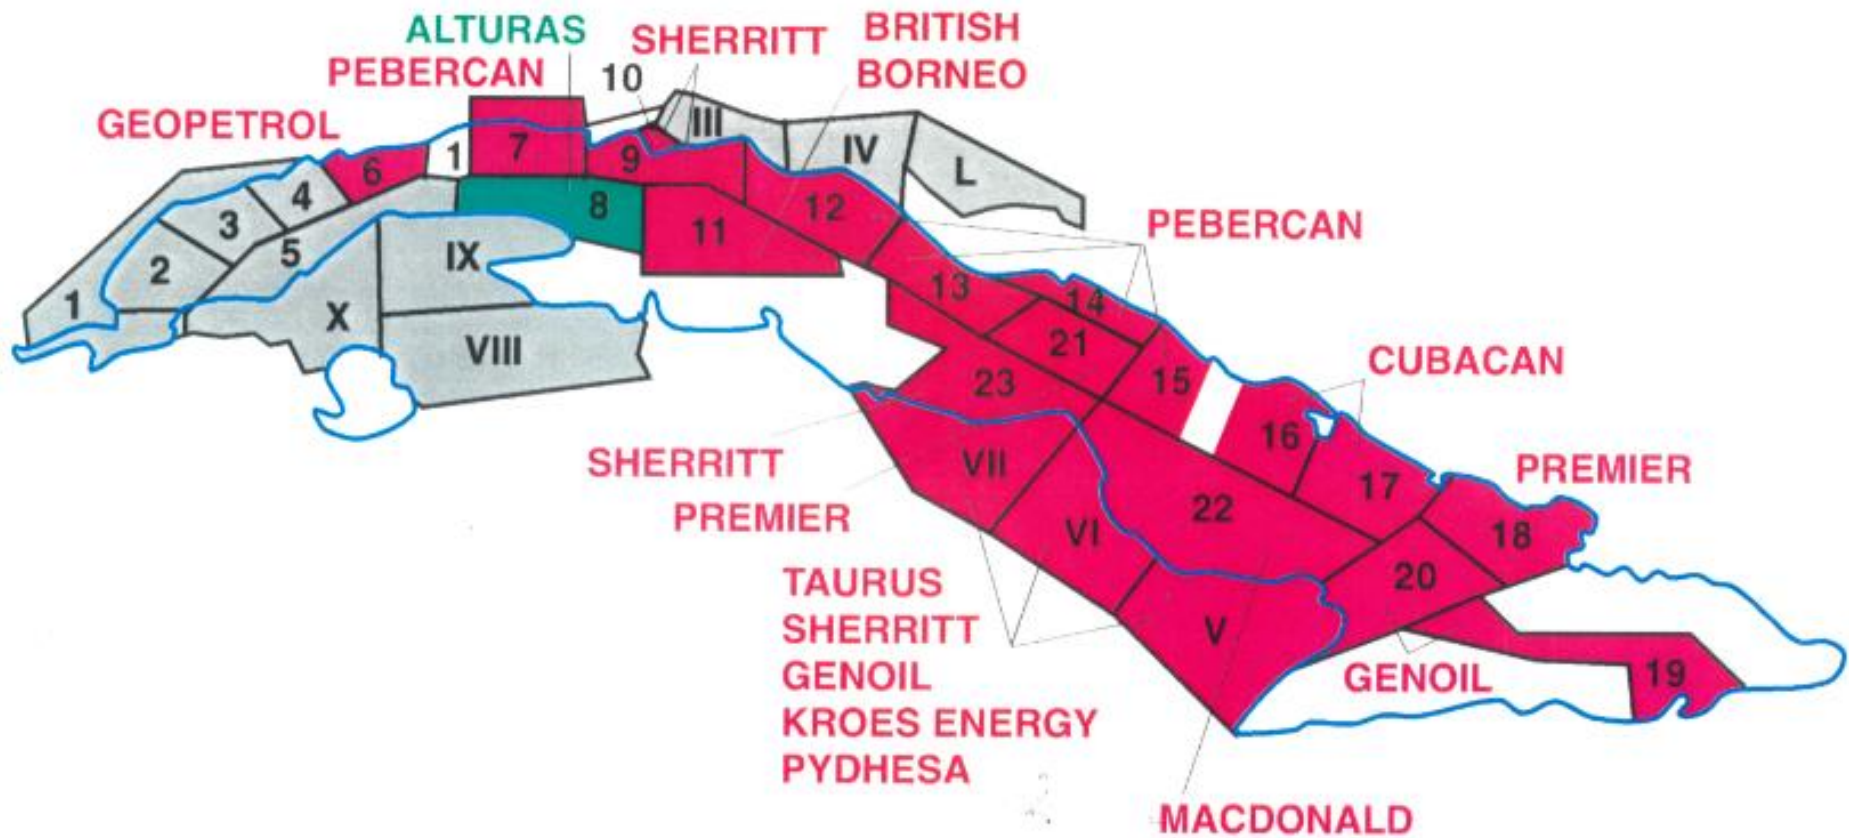 ALTURAS
PEBERCAN
SHERRITT
BRITISH
BORNEO
GEOPETROL
10
III
IV
L
1
7
9
6
4
3
2
5
1
8
IX
X
VIII
11
12
PEBERCAN
13
14
21
15
23
CUBACAN
16
17
PREMIER
18
SHERRITT
PREMIER
VII
VI
22
20
V
TAURUS
SHERRITT
GENOIL
KROES ENERGY
PYDHESA
GENOIL
19
MACDONALD